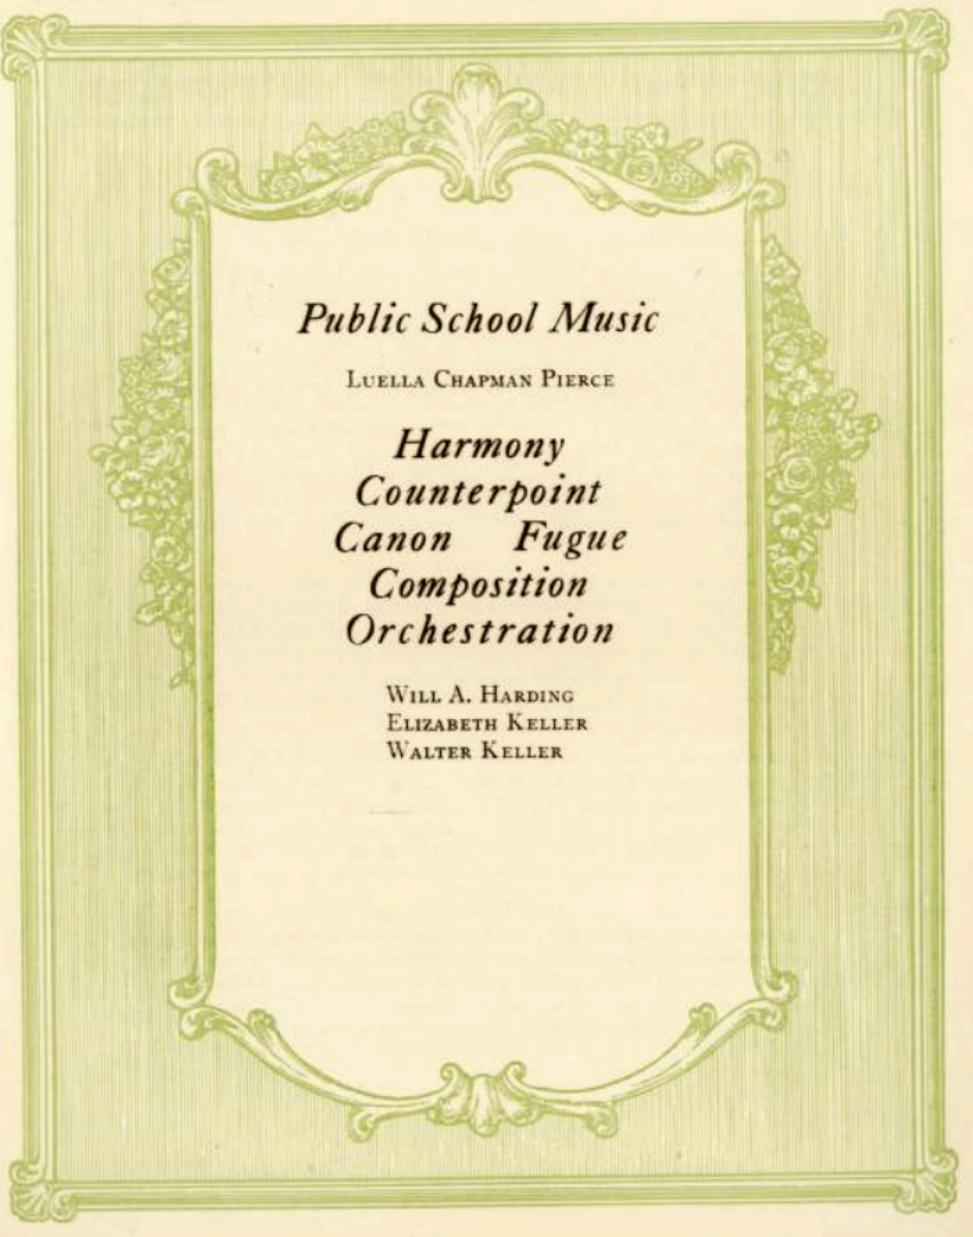 Public School Music
Luella Chapman Pierce
Harmony
Counterpoint
Canon Fugue
Composition
Orchestration
Will A. Harding
Elizabeth Keller
Walter Keller